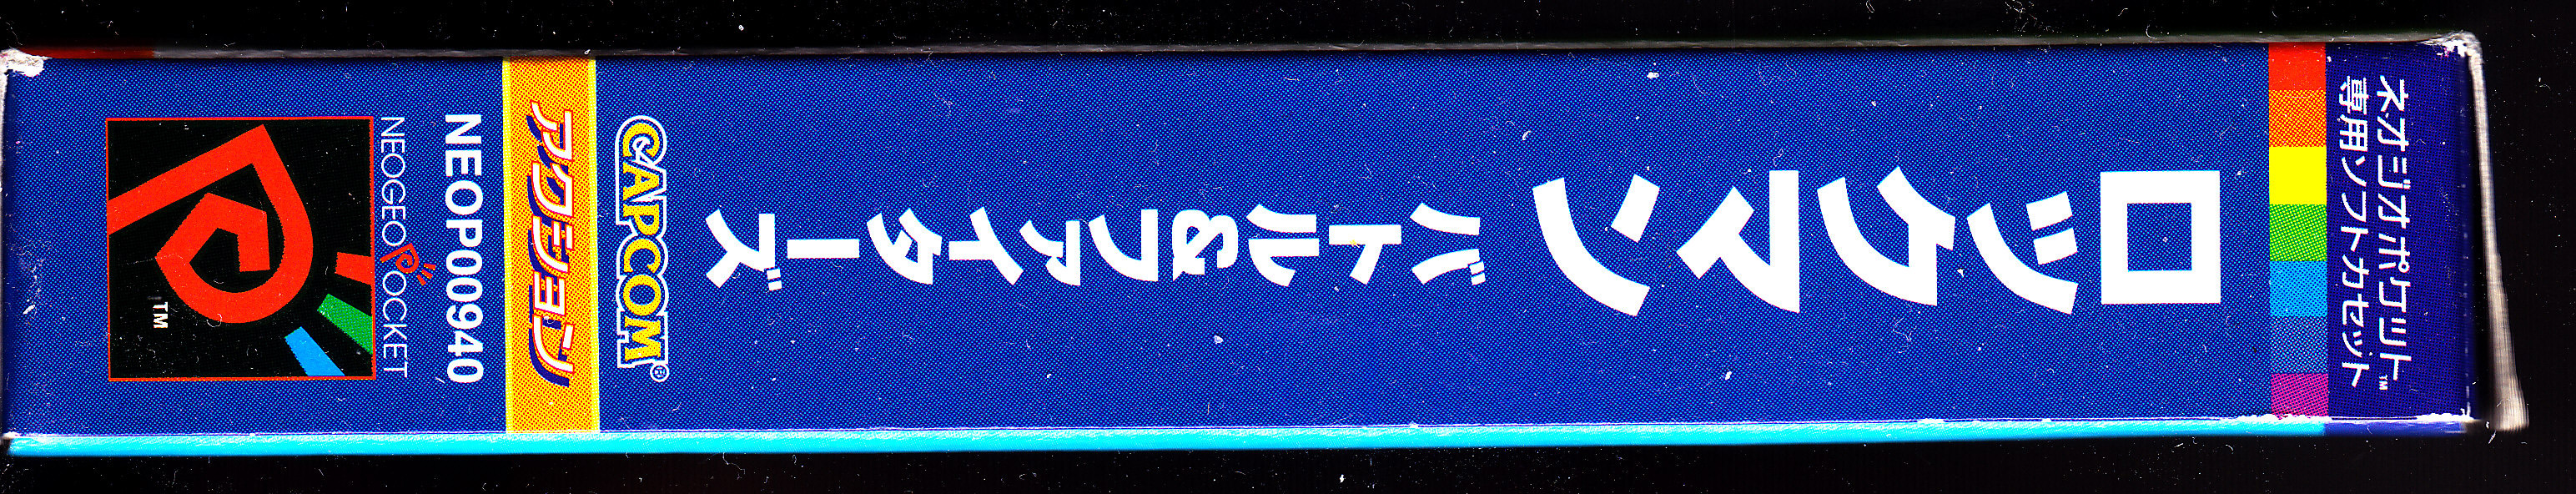 ネオジオポケット™
専用ソフトカセット
ロックマン
バトル&ファイターズ
CAPCOM®
アクション
NEOP00940
NEOGEO POCKET
TM